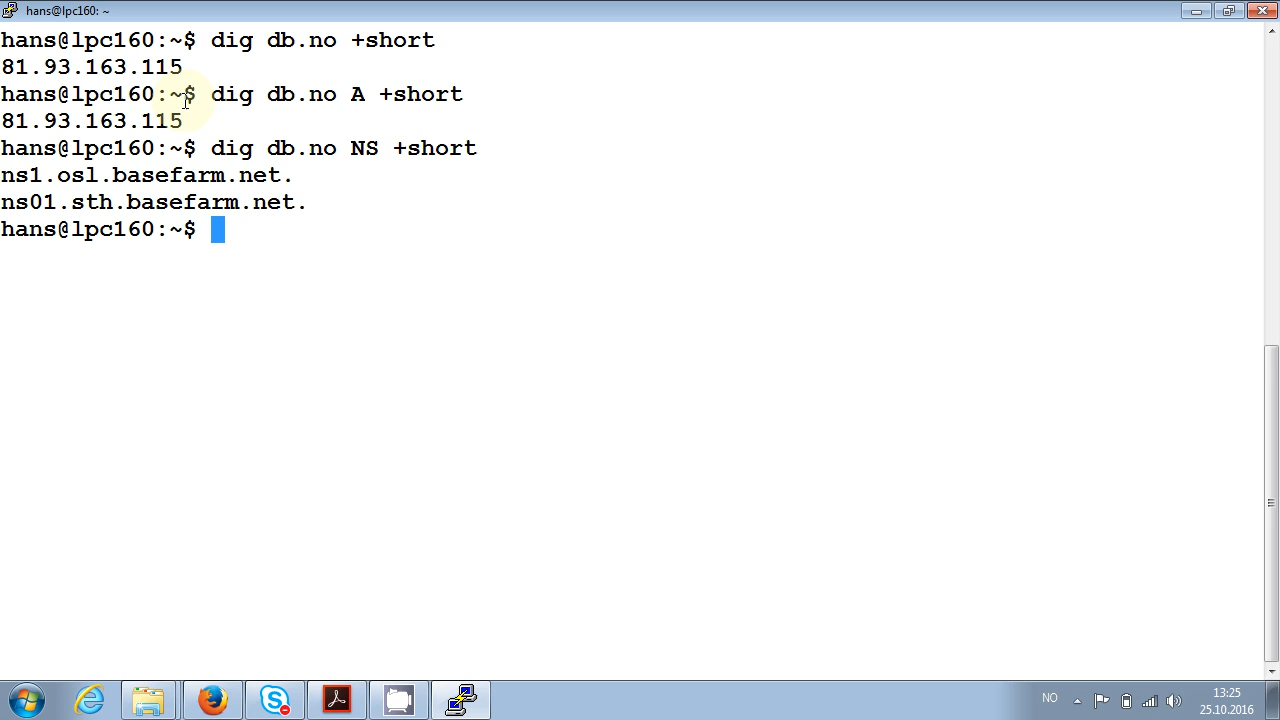 hans@lpc160: ~
hans@lpc160:~$ dig db.no +short
81.93.163.115
hans@lpc160:~$ dig db.no A +short
81.93.163.115
hans@lpc160:~$ dig db.no NS +short
ns1.osl.basefarm.net.
ns01.sth.basefarm.net.
hans@lpc160:~$
NO
13:25
25.10.2016